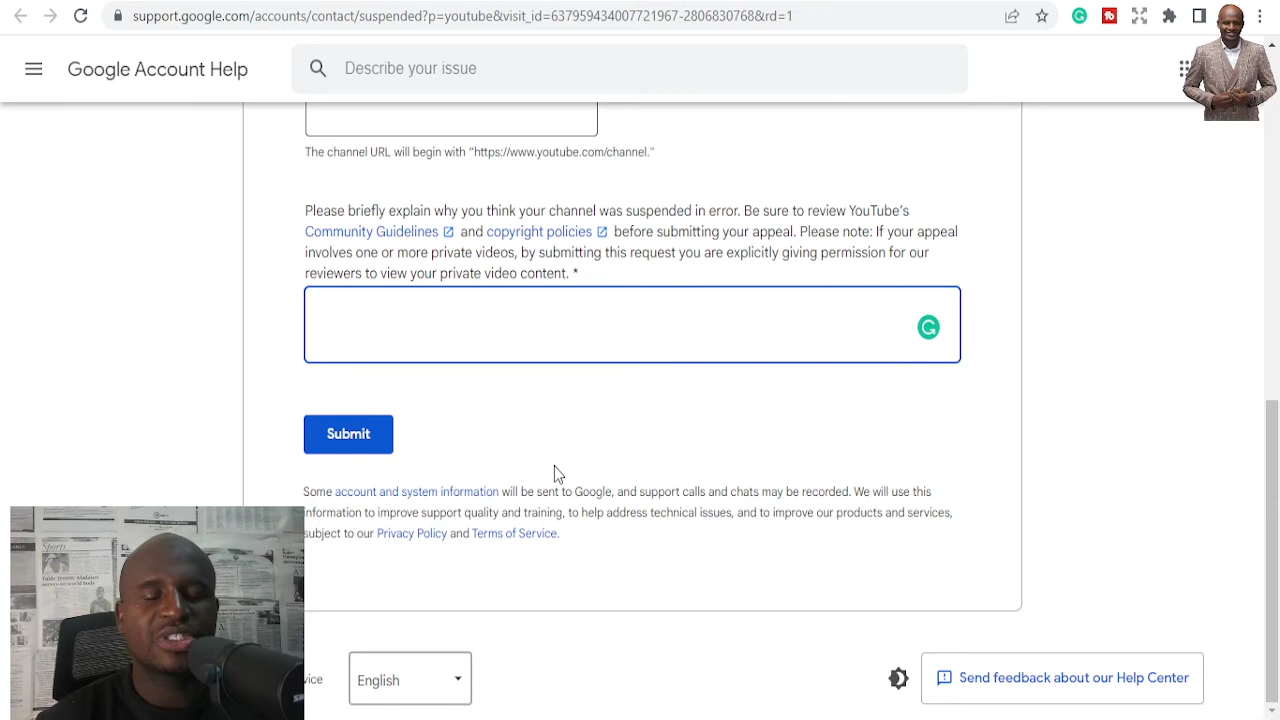 support.google.com/accounts/contact/suspended?p=youtube&visit_id=637959434007721967-2806830768&rd=1
Google Account Help
Describe your issue
The channel URL will begin with “https://www.youtube.com/channel.”
Please briefly explain why you think your channel was suspended in error. Be sure to review YouTube’s
Community Guidelines and copyright policies before submitting your appeal. Please note: If your appeal
involves one or more private videos, by submitting this request you are explicitly giving permission for our
reviewers to view your private video content. *
Submit
Some account and system information will be sent to Google, and support calls and chats may be recorded. We will use this
information to improve support quality and training, to help address technical issues, and to improve our products and services,
subject to our Privacy Policy and Terms of Service.
Sports
English
Send feedback about our Help Center